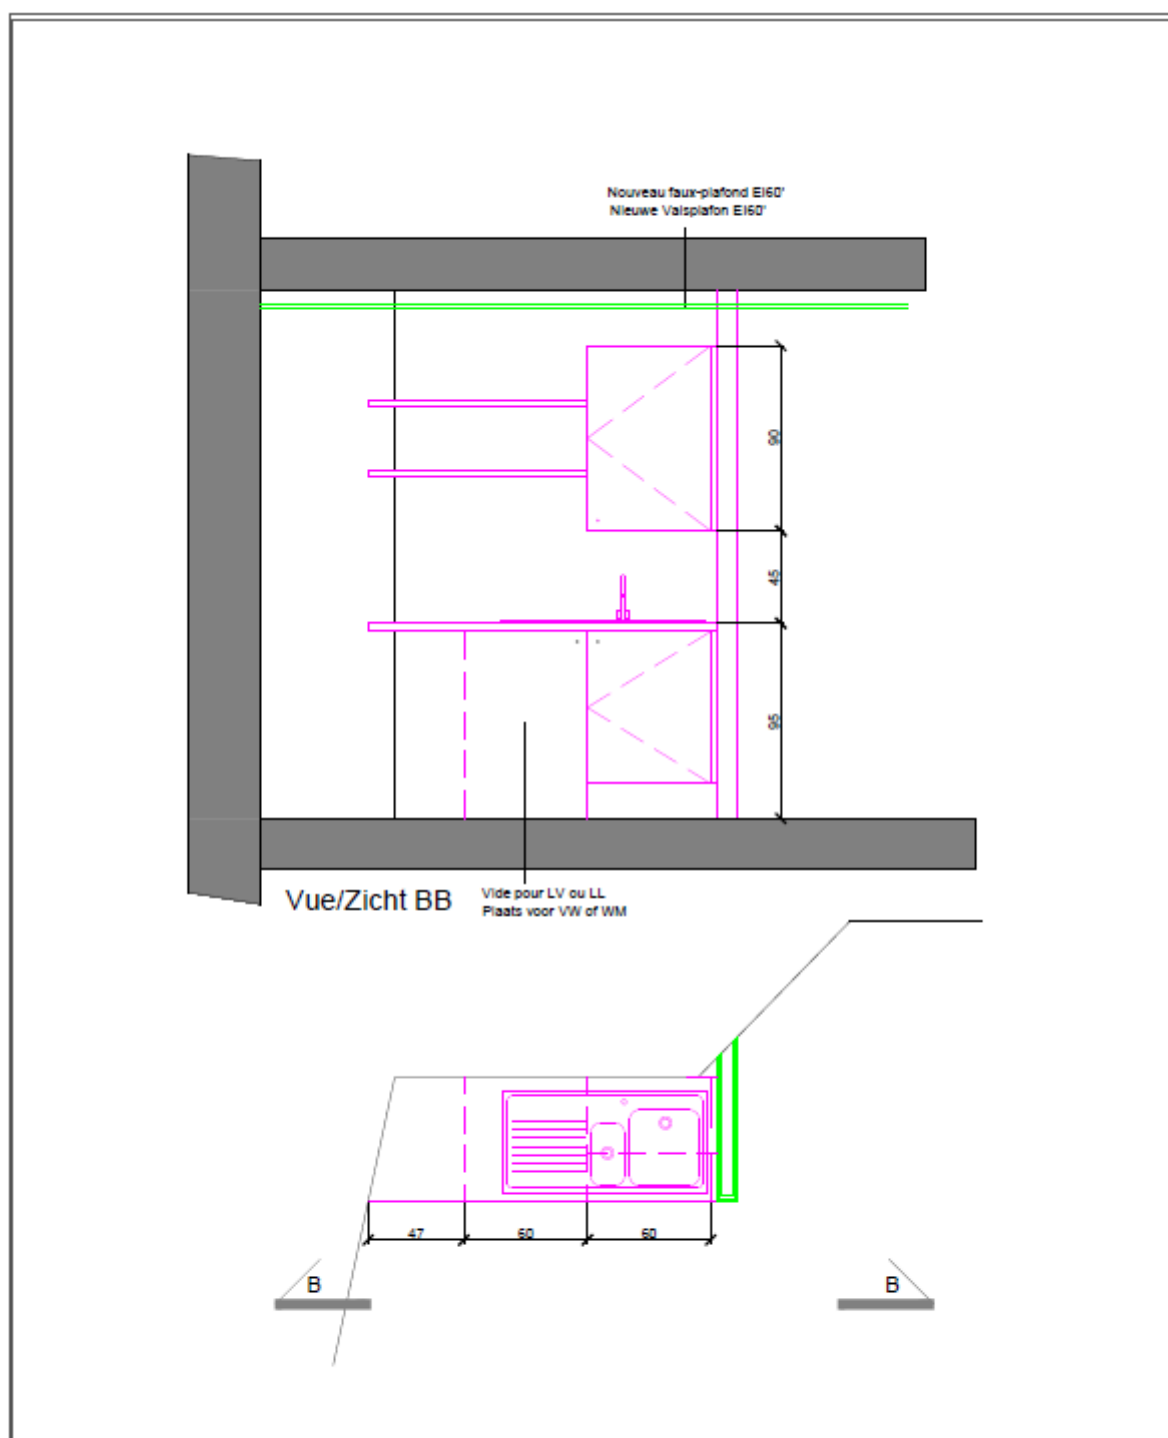 Nouveau faux-plafond EI60'
Nieuwe Valsplafon EI60'
90
45
95
Vue/Zicht BB
Vide pour LV ou LL
Plaats voor VW of WM
47
60
60
B
B